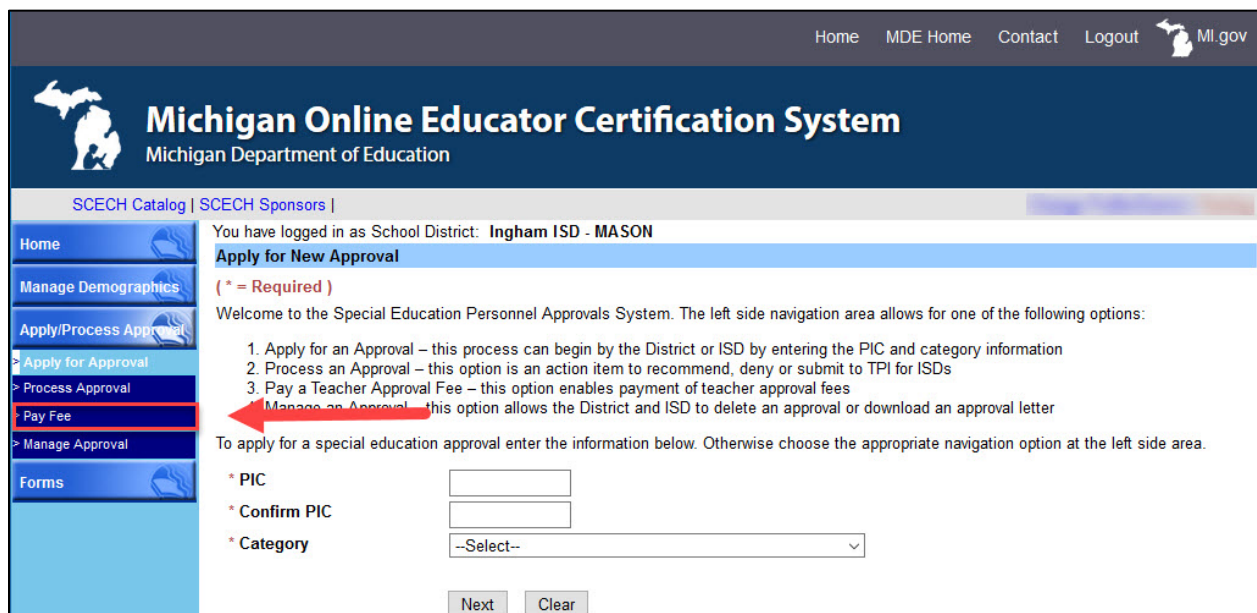 Home MDE Home Contact Logout MI.gov
Michigan Online Educator Certification System
Michigan Department of Education
SCECH Catalog | SCECH Sponsors |
Home
Manage Demographics
Apply/Process Approval
> Apply for Approval
> Process Approval
> Pay Fee
> Manage Approval
Forms
You have logged in as School District: Ingham ISD - MASON
Apply for New Approval
( * = Required )
Welcome to the Special Education Personnel Approvals System. The left side navigation area allows for one of the following options:
1. Apply for an Approval – this process can begin by the District or ISD by entering the PIC and category information
2. Process an Approval – this option is an action item to recommend, deny or submit to TPI for ISDs
3. Pay a Teacher Approval Fee – this option enables payment of teacher approval fees
Manage an Approval – this option allows the District and ISD to delete an approval or download an approval letter
To apply for a special education approval enter the information below. Otherwise choose the appropriate navigation option at the left side area.
* PIC
* Confirm PIC
* Category --Select--
Next Clear